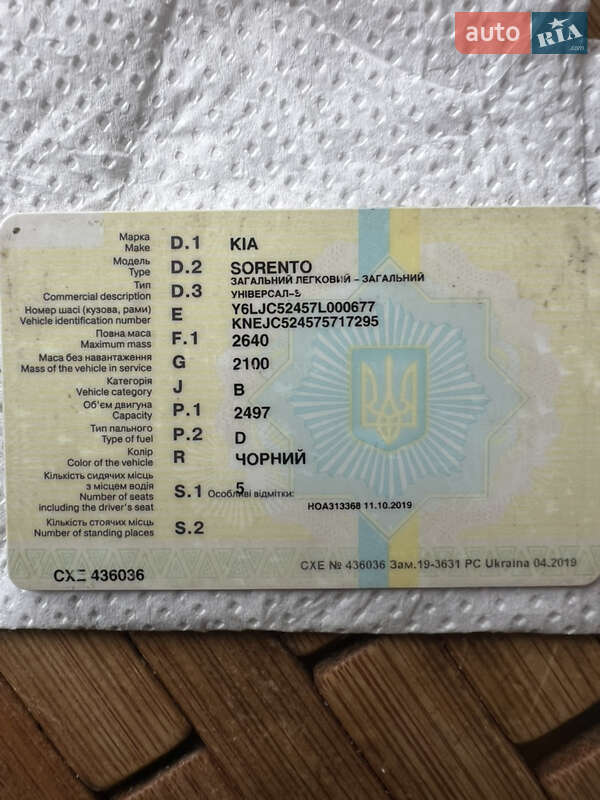 auto RIA.com
Марка
Make D.1 KIA
Модель
Type D.2 SORENTO
Тип
Commercial description D.3 ЗАГАЛЬНИЙ ЛЕГКОВИЙ - ЗАГАЛЬНИЙ
УНІВЕРСАЛ-В
Номер шасі (кузова, рами)
Vehicle identification number E Y6LJC52457L000677
KNEJC524575717295
Повна маса
Maximum mass F.1 2640
Маса без навантаження
Mass of the vehicle in service G 2100
Категорія
Vehicle category J B
Об'єм двигуна
Capacity P.1 2497
Тип пального
Type of fuel P.2 D
Колір
Color of the vehicle R ЧОРНИЙ
Кількість сидячих місць
з місцем водія
Number of seats
including the driver's seat S.1 5
Особливі відмітки:
НОА313368 11.10.2019
Кількість стоячих місць
Number of standing places S.2
СХЕ 436036
СХЕ № 436036 Зам.19-3631 PC Ukraina 04.2019